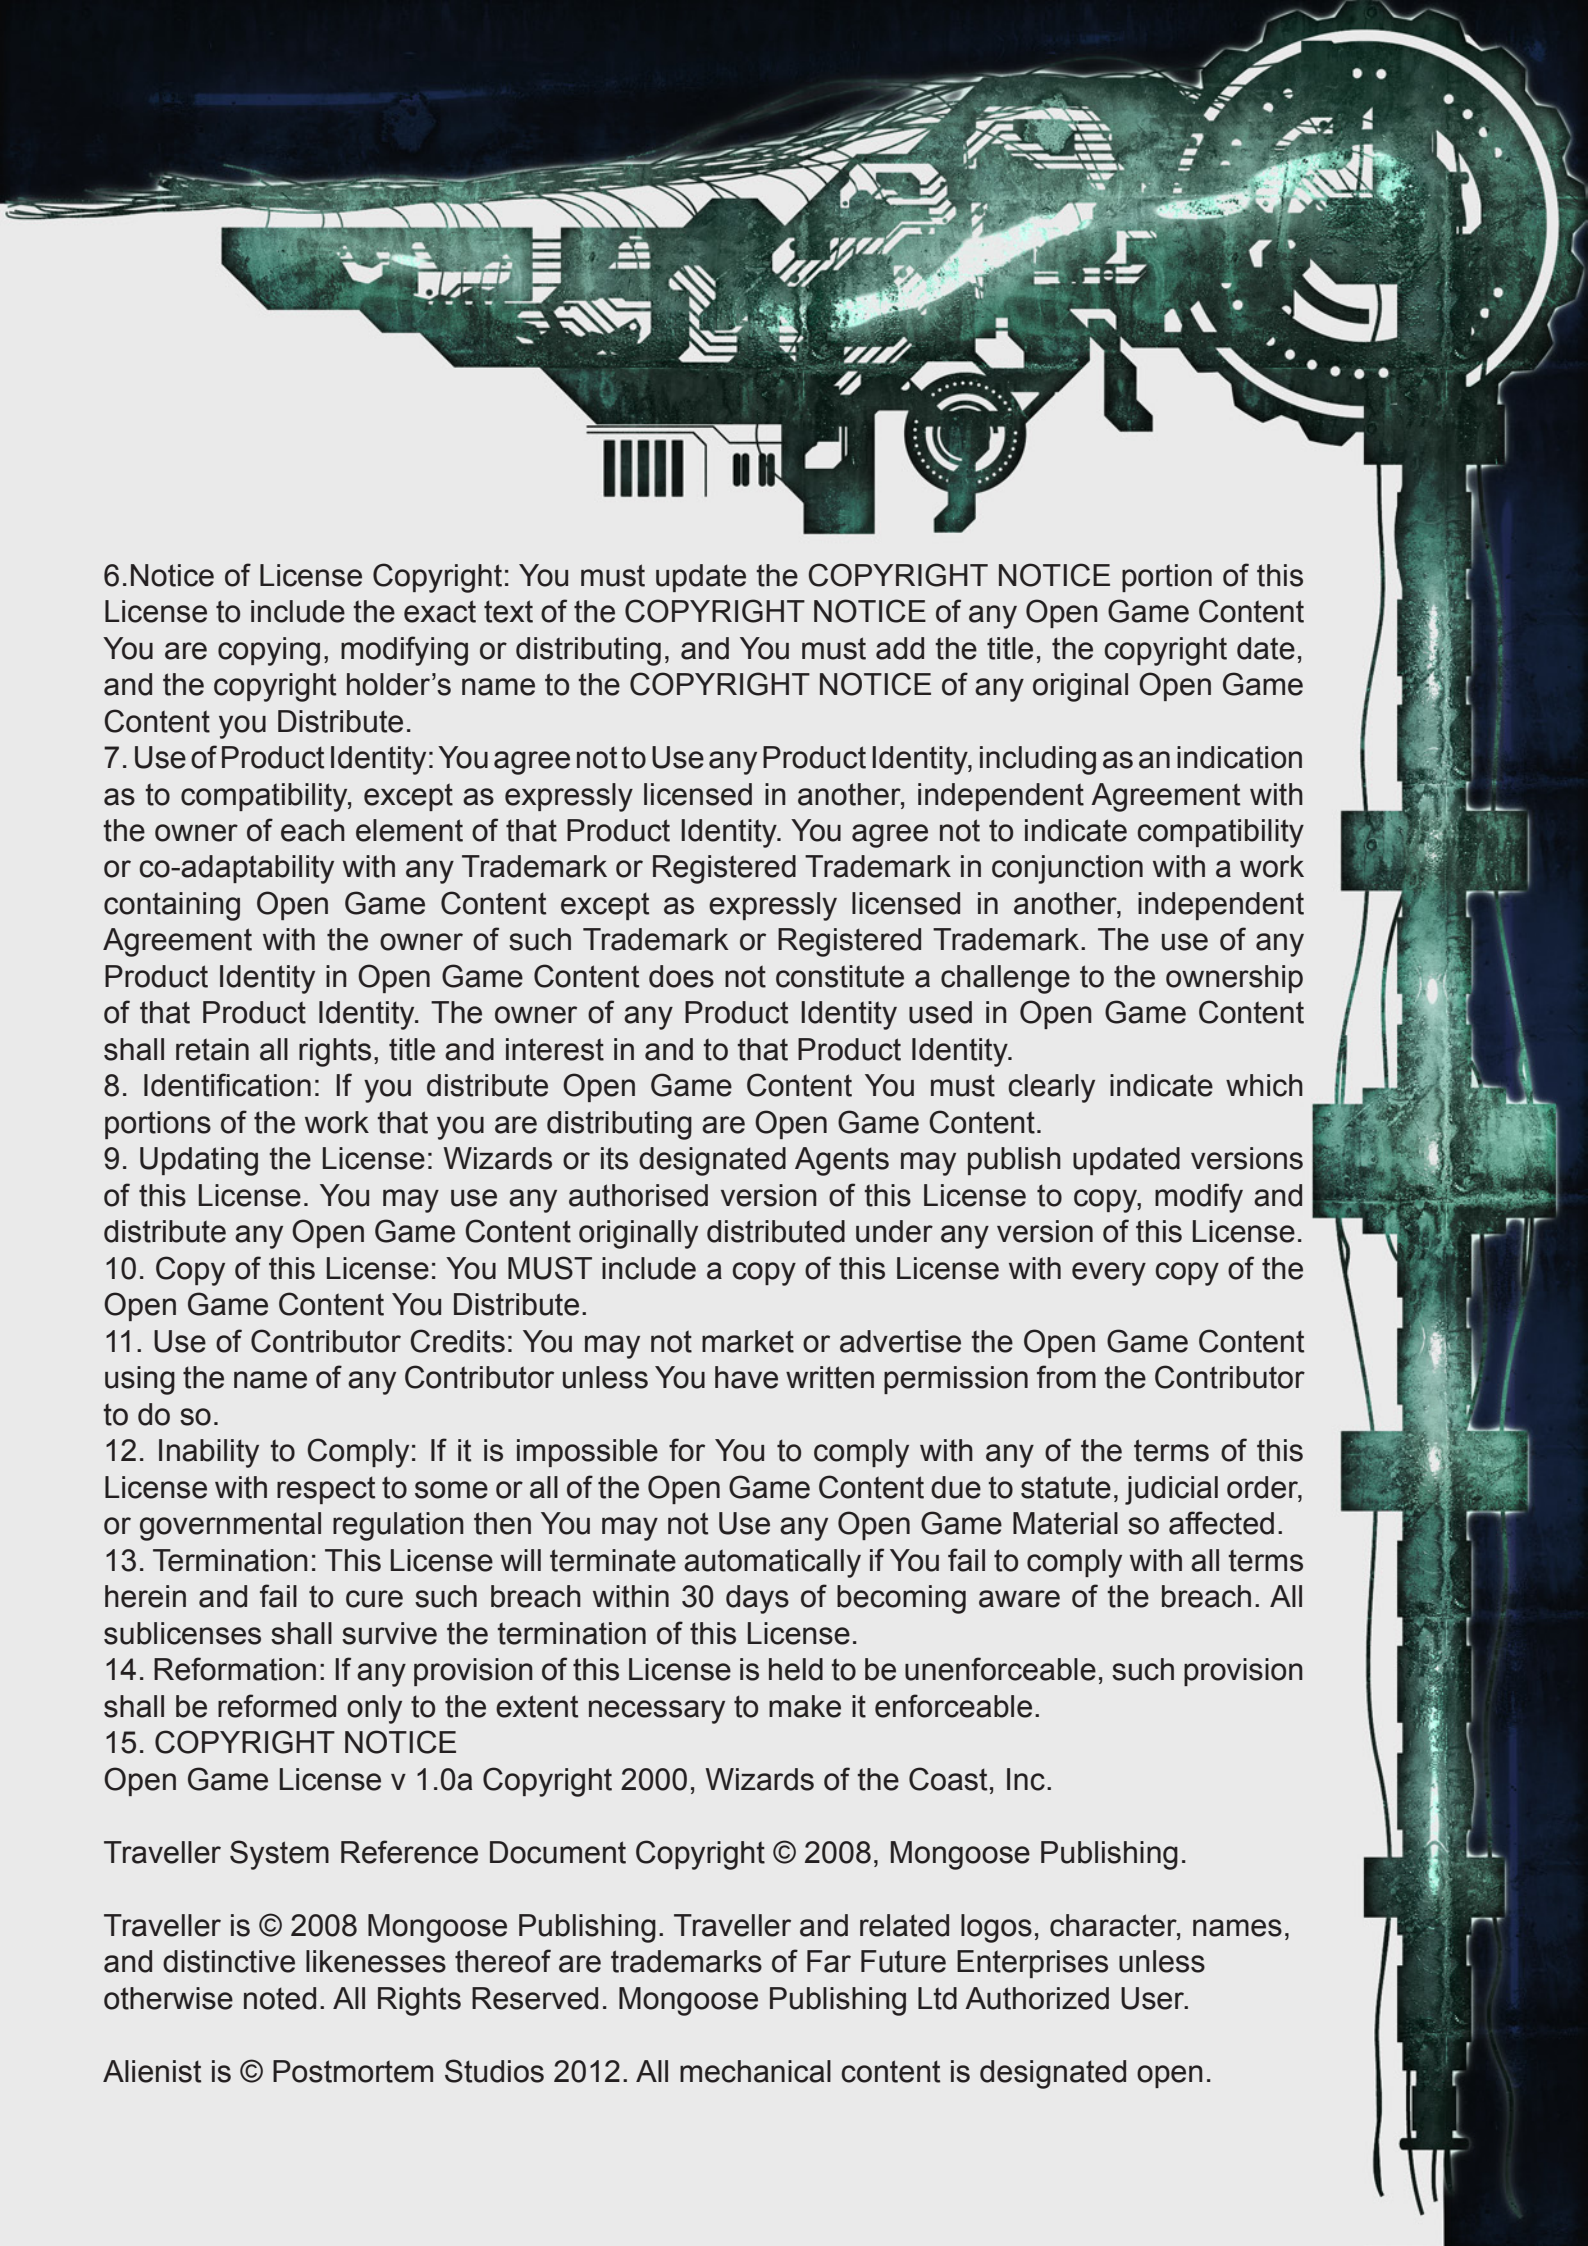 6.Notice of License Copyright: You must update the COPYRIGHT NOTICE portion of this
License to include the exact text of the COPYRIGHT NOTICE of any Open Game Content
You are copying, modifying or distributing, and You must add the title, the copyright date,
and the copyright holder’s name to the COPYRIGHT NOTICE of any original Open Game
Content you Distribute.
7. Use of Product Identity: You agree not to Use any Product Identity, including as an indication
as to compatibility, except as expressly licensed in another, independent Agreement with
the owner of each element of that Product Identity. You agree not to indicate compatibility
or co-adaptability with any Trademark or Registered Trademark in conjunction with a work
containing Open Game Content except as expressly licensed in another, independent
Agreement with the owner of such Trademark or Registered Trademark. The use of any
Product Identity in Open Game Content does not constitute a challenge to the ownership
of that Product Identity. The owner of any Product Identity used in Open Game Content
shall retain all rights, title and interest in and to that Product Identity.
8. Identification: If you distribute Open Game Content You must clearly indicate which
portions of the work that you are distributing are Open Game Content.
9. Updating the License: Wizards or its designated Agents may publish updated versions
of this License. You may use any authorised version of this License to copy, modify and
distribute any Open Game Content originally distributed under any version of this License.
10. Copy of this License: You MUST include a copy of this License with every copy of the
Open Game Content You Distribute.
11. Use of Contributor Credits: You may not market or advertise the Open Game Content
using the name of any Contributor unless You have written permission from the Contributor
to do so.
12. Inability to Comply: If it is impossible for You to comply with any of the terms of this
License with respect to some or all of the Open Game Content due to statute, judicial order,
or governmental regulation then You may not Use any Open Game Material so affected.
13. Termination: This License will terminate automatically if You fail to comply with all terms
herein and fail to cure such breach within 30 days of becoming aware of the breach. All
sublicenses shall survive the termination of this License.
14. Reformation: If any provision of this License is held to be unenforceable, such provision
shall be reformed only to the extent necessary to make it enforceable.
15. COPYRIGHT NOTICE
Open Game License v 1.0a Copyright 2000, Wizards of the Coast, Inc.
Traveller System Reference Document Copyright © 2008, Mongoose Publishing.
Traveller is © 2008 Mongoose Publishing. Traveller and related logos, character, names,
and distinctive likenesses thereof are trademarks of Far Future Enterprises unless
otherwise noted. All Rights Reserved. Mongoose Publishing Ltd Authorized User.
Alienist is © Postmortem Studios 2012. All mechanical content is designated open.